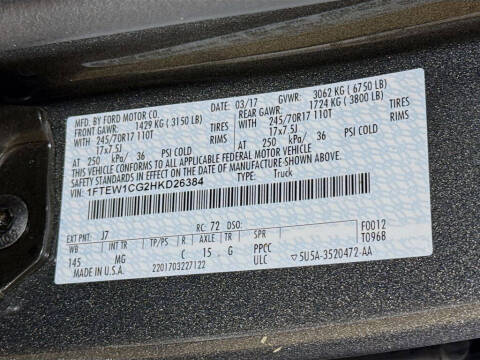 MFD. BY FORD MOTOR CO.
03/17 GVWR: 3062 KG ( 6750 LB)
FRONT GAWR: 1429 KG ( 3150 LB)
REAR GAWR: 1724 KG ( 3800 LB)
WITH 245/70R17 110T TIRES
WITH 245/70R17 110T TIRES
17x7.5J RIMS
17x7.5J RIMS
AT 250 kPa/ 36 PSI COLD
AT 250 kPa/ 36 PSI COLD
THIS VEHICLE CONFORMS TO ALL APPLICABLE FEDERAL MOTOR VEHICLE
SAFETY STANDARDS IN EFFECT ON THE DATE OF MANUFACTURE SHOWN ABOVE.
VIN: 1FTEW1CG2HKD26384 TYPE: Truck
EXT PNT: J7 RC: 72 DSO: F0012
WB INT TR TP/PS R AXLE TR SPR T096B
145 MG C 15 G PPCC
MADE IN U.S.A. 2201703227122 ULC 5U5A-3520472-AA